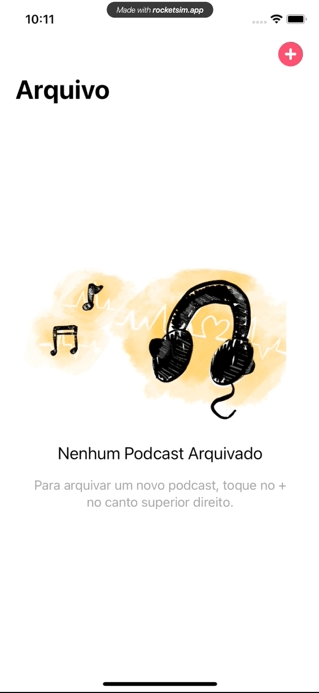 10:11
Made with rocketsim.app
Arquivo
Nenhum Podcast Arquivado
Para arquivar um novo podcast, toque no +
no canto superior direito.